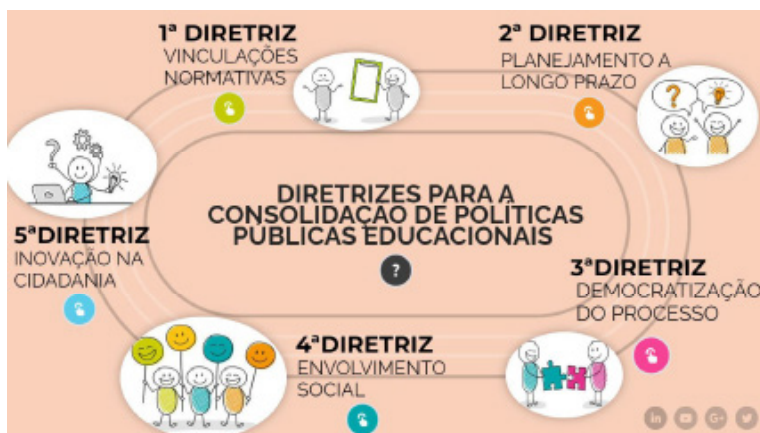 1ª DIRETRIZ
VINCULAÇÕES
NORMATIVAS
2ª DIRETRIZ
PLANEJAMENTO A
LONGO PRAZO
DIRETRIZES PARA A
CONSOLIDAÇÃO DE POLÍTICAS
PÚBLICAS EDUCACIONAIS
?
3ªDIRETRIZ
DEMOCRATIZAÇÃO
DO PROCESSO
4ªDIRETRIZ
ENVOLVIMENTO
SOCIAL
5ªDIRETRIZ
INOVAÇÃO NA
CIDADANIA